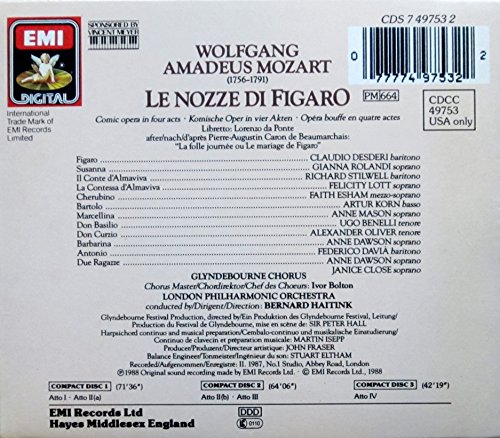 EMI
DIGITAL
International
Trade Mark of
EMI Records
Limited
SPONSORED BY
VINCENT MEYER
WOLFGANG
AMADEUS MOZART
(1756–1791)
LE NOZZE DI FIGARO
CDS 7 49753 2
0 77774 97532 2
PM 664
CDCC
49753
USA only
Comic opera in four acts · Komische Oper in vier Akten · Opéra bouffe en quatre actes
Libretto: Lorenzo da Ponte
after/nach/d'après Pierre-Augustin Caron de Beaumarchais:
"La folle journée ou Le mariage de Figaro"
Figaro CLAUDIO DESDERI baritono
Susanna GIANNA ROLANDI soprano
Il Conte d'Almaviva RICHARD STILWELL baritono
La Contessa d'Almaviva FELICITY LOTT soprano
Cherubino FAITH ESHAM mezzo-soprano
Bartolo ARTUR KORN basso
Marcellina ANNE MASON soprano
Don Basilio UGO BENELLI tenore
Don Curzio ALEXANDER OLIVER tenore
Barbarina ANNE DAWSON soprano
Antonio FEDERICO DAVIÀ baritono
Due Ragazze ANNE DAWSON soprano
JANICE CLOSE soprano
GLYNDEBOURNE CHORUS
Chorus Master/Chordirektor/Chef des Choeurs: Ivor Bolton
LONDON PHILHARMONIC ORCHESTRA
conducted by/Dirigent/Direction: BERNARD HAITINK
Glyndebourne Festival Production, directed by/Ein Produktion des Glyndebourne Festival, Leitung/
Production du Festival de Glyndebourne, mise en scène de: SIR PETER HALL
Harpsichord continuo and musical preparation/Cembalo-continuo und musikalische Einstudierung/
Continuo de clavecin et préparation musicale: MARTIN ISEPP
Producer/Produzent/Directeur artistique: JOHN FRASER
Balance Engineer/Tonmeister/Ingénieur du son: STUART ELTHAM
Recorded/Aufgenommen/Enregistré: II. 1987, No.1 Studio, Abbey Road, London
℗ 1988 Original sound recording made by EMI Records Ltd. · © EMI Records Ltd., 1988
COMPACT DISC 1 (71'36")
Atto I · Atto II(a)
COMPACT DISC 2 (64'06")
Atto II(b) · Atto III
COMPACT DISC 3 (42'19")
Atto IV
EMI Records Ltd
Hayes Middlesex England
DDD
0110